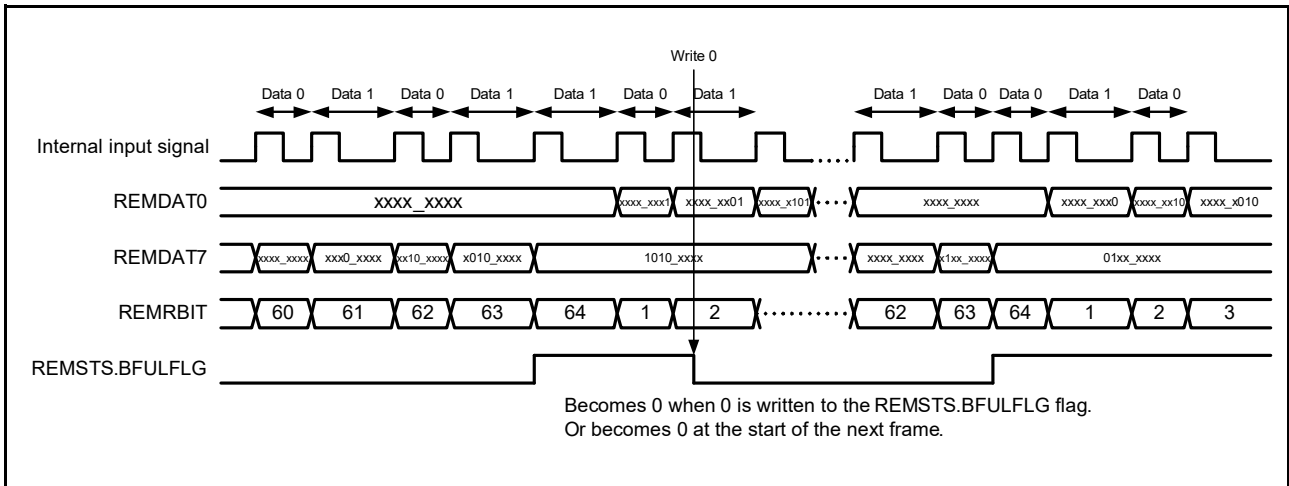 Write 0
Data 0 Data 1 Data 0 Data 1 Data 1 Data 0 Data 1 Data 1 Data 0 Data 0 Data 1 Data 0
Internal input signal
REMDAT0 xxxx_xxxx xxxx_xxx1 xxxx_xx01 xxxx_x101 xxxx_xxxx xxxx_xxx0 xxxx_xx10 xxxx_x010
REMDAT7 xxxx_xxxx xxx0_xxxx xx10_xxxx x010_xxxx 1010_xxxx xxxx_xxxx x1xx_xxxx 01xx_xxxx
REMRBIT 60 61 62 63 64 1 2 62 63 64 1 2 3
REMSTS.BFULFLG
Becomes 0 when 0 is written to the REMSTS.BFULFLG flag.
Or becomes 0 at the start of the next frame.